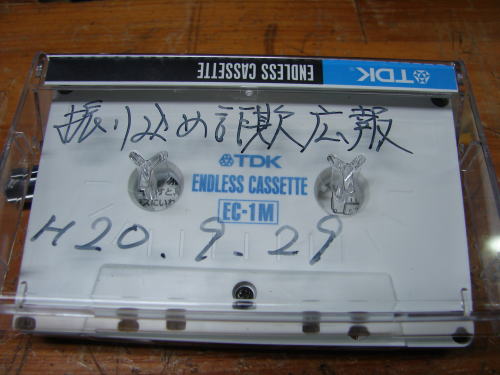 ENDLESS CASSETTE TDK
振り込め詐欺広報
TDK
ENDLESS CASSETTE
EC-1M
H20.9.29